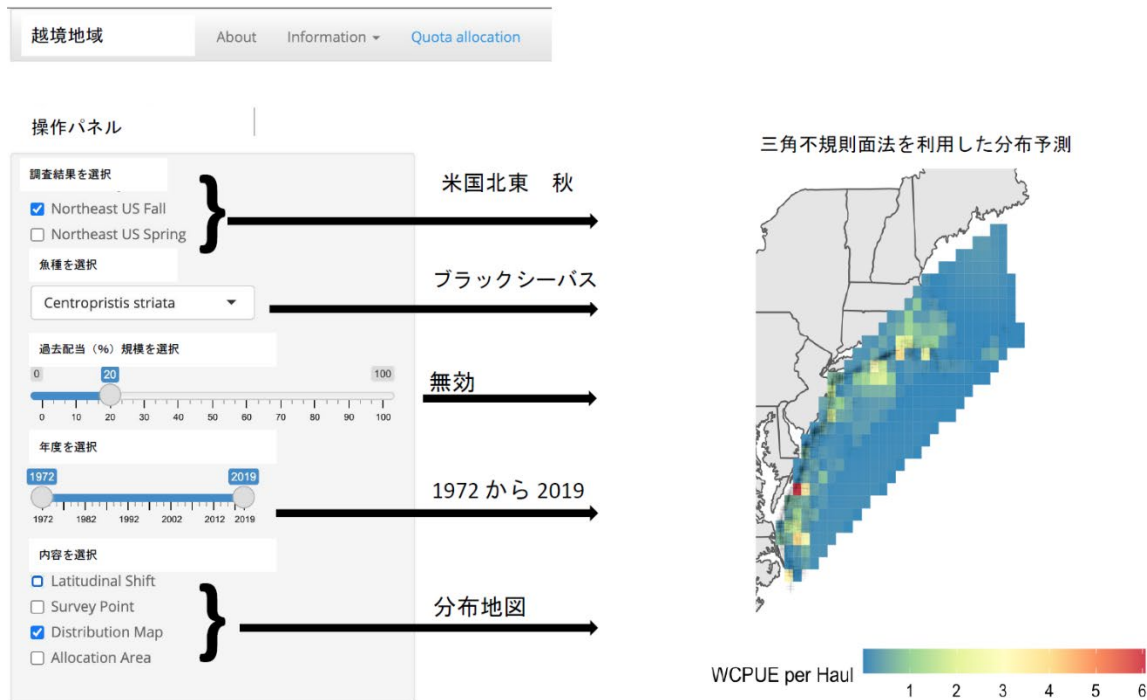 越境地域 About Information Quota allocation
操作パネル
調査結果を選択
Northeast US Fall
Northeast US Spring
米国北東 秋
魚種を選択
Centropristis striata
ブラックシーバス
過去配当（%）規模を選択
0 20 100
0 10 20 30 40 50 60 70 80 90 100
無効
年度を選択
1972 2019
1972 1982 1992 2002 2012 2019
1972 から 2019
内容を選択
Latitudinal Shift
Survey Point
Distribution Map
Allocation Area
分布地図
三角不規則面法を利用した分布予測
WCPUE per Haul
1 2 3 4 5 6